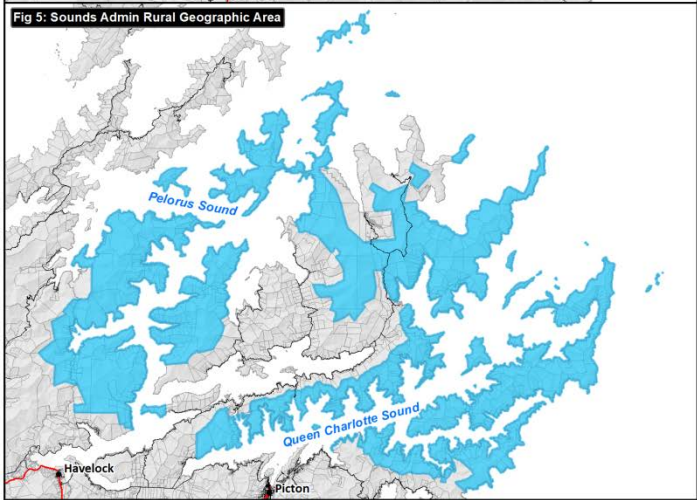 Fig 5: Sounds Admin Rural Geographic Area
Pelorus Sound
Queen Charlotte Sound
Havelock
Picton